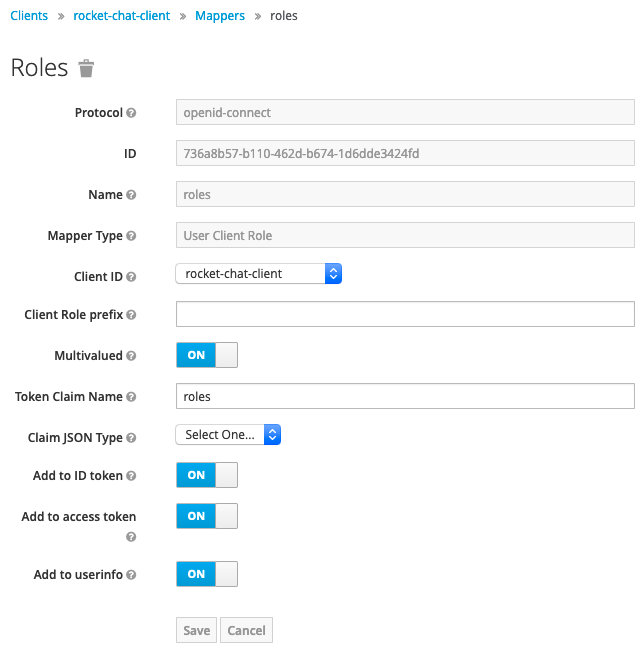 Clients » rocket-chat-client » Mappers » roles
Roles
Protocol ? openid-connect
ID 736a8b57-b110-462d-b674-1d6dde3424fd
Name ? roles
Mapper Type ? User Client Role
Client ID ? rocket-chat-client
Client Role prefix ?
Multivalued ? ON
Token Claim Name ? roles
Claim JSON Type ? Select One...
Add to ID token ? ON
Add to access token ON
?
Add to userinfo ? ON
Save Cancel